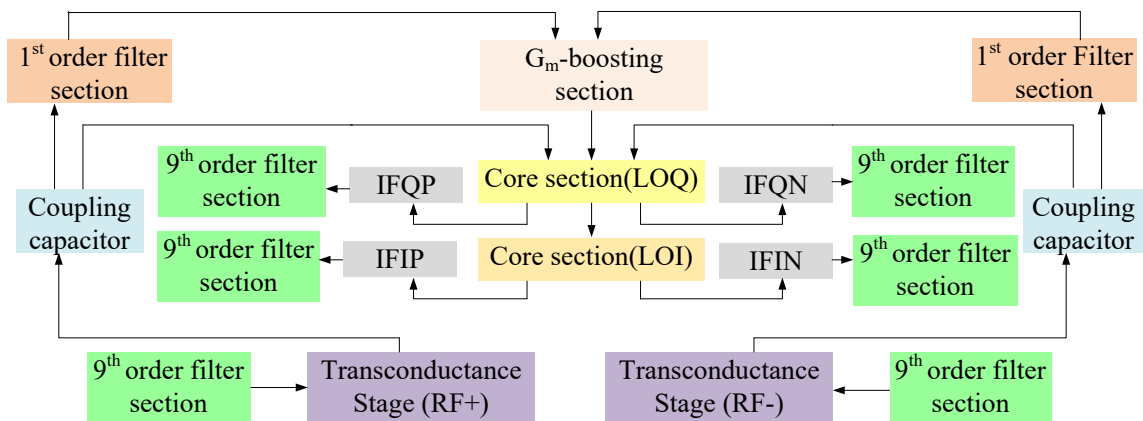 1st order filter
section
Gm-boosting
section
1st order Filter
section
9th order filter
section
IFQP
Core section(LOQ)
IFQN
9th order filter
section
Coupling
capacitor
Coupling
capacitor
9th order filter
section
IFIP
Core section(LOI)
IFIN
9th order filter
section
9th order filter
section
Transconductance
Stage (RF+)
Transconductance
Stage (RF-)
9th order filter
section